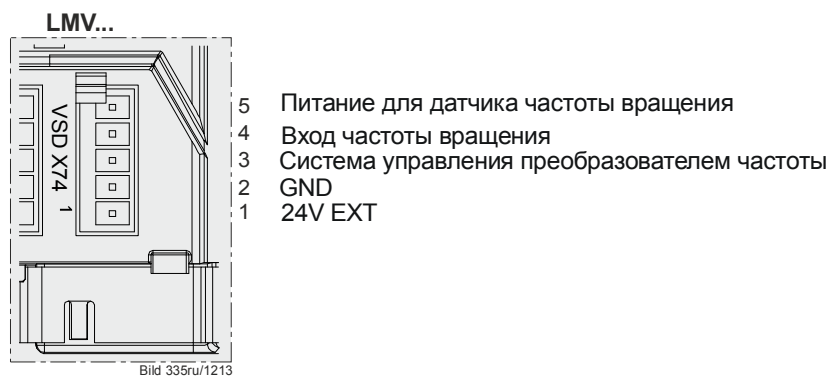 LMV...
VSD X74 1
5 Питание для датчика частоты вращения
4 Вход частоты вращения
3 Система управления преобразователем частоты
2 GND
1 24V EXT
Bild 335ru/1213